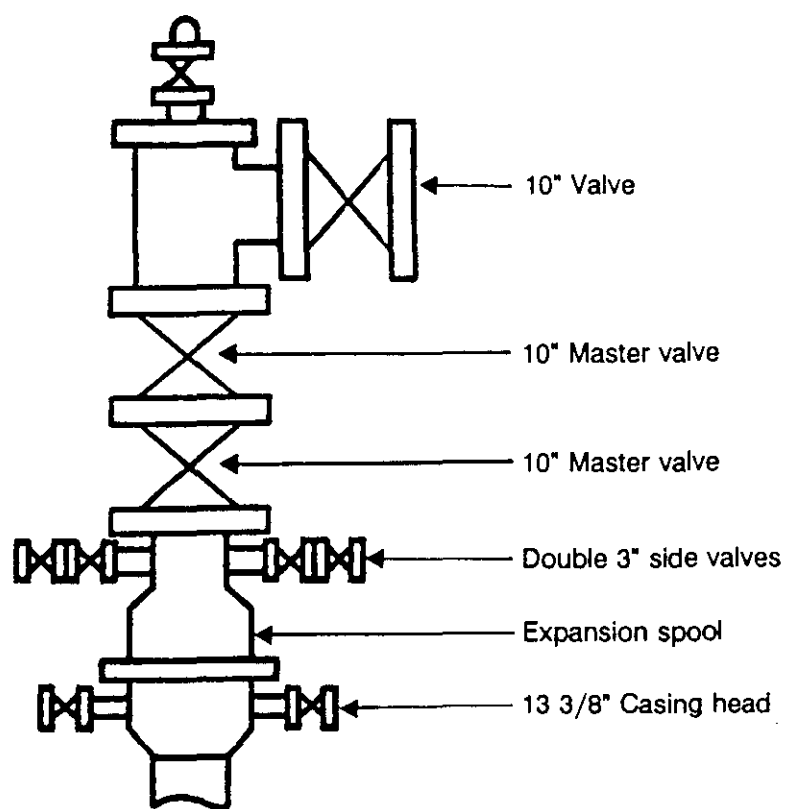 10" Valve
10" Master valve
10" Master valve
Double 3" side valves
Expansion spool
13 3/8" Casing head